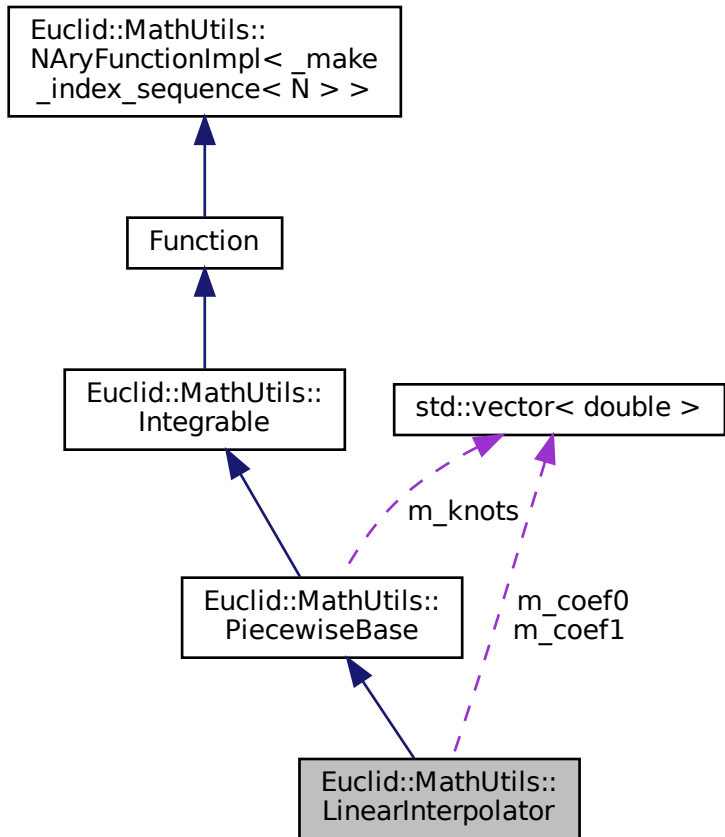 Euclid::MathUtils::
NAryFunctionImpl< _make
_index_sequence< N > >
Function
Euclid::MathUtils::
Integrable
std::vector< double >
m_knots
Euclid::MathUtils::
PiecewiseBase
m_coef0
m_coef1
Euclid::MathUtils::
LinearInterpolator